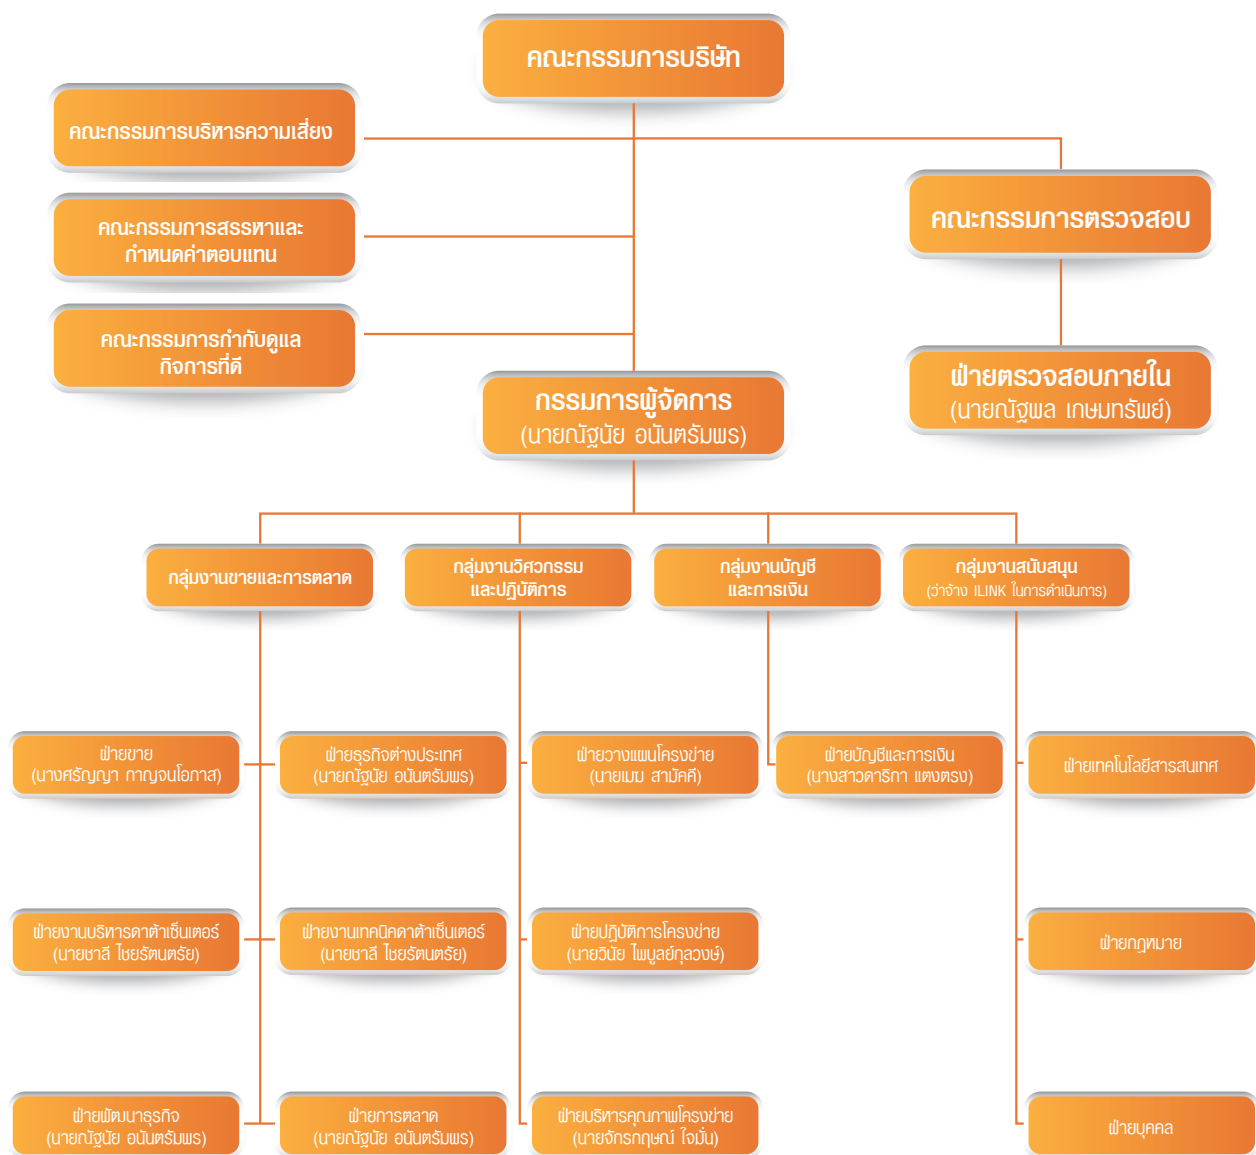 คณะกรรมการบริษัท
คณะกรรมการบริหารความเสี่ยง
คณะกรรมการสรรหาและ
กำหนดค่าตอบแทน
คณะกรรมการกำกับดูแล
กิจการที่ดี
คณะกรรมการตรวจสอบ
ฝ่ายตรวจสอบภายใน
(นายณัฐพล เกษมทรัพย์)
กรรมการผู้จัดการ
(นายณัฐนัย อนันตรัมพร)
กลุ่มงานขายและการตลาด
กลุ่มงานวิศวกรรม
และปฏิบัติการ
กลุ่มงานบัญชี
และการเงิน
กลุ่มงานสนับสนุน
(ว่าจ้าง ILINK ในการดำเนินการ)
ฝ่ายขาย
(นางศรัญญา กาญจนโอภาส)
ฝ่ายธุรกิจต่างประเทศ
(นายณัฐนัย อนันตรัมพร)
ฝ่ายวางแผนโครงข่าย
(นายเมฆ สามัคคี)
ฝ่ายบัญชีและการเงิน
(นางสาวดาริกา แตงตรง)
ฝ่ายเทคโนโลยีสารสนเทศ
ฝ่ายงานบริหารดาต้าเซ็นเตอร์
(นายชาลี ไชยรัตนตรัย)
ฝ่ายงานเทคนิคดาต้าเซ็นเตอร์
(นายชาลี ไชยรัตนตรัย)
ฝ่ายปฏิบัติการโครงข่าย
(นายวินัย ไพบูลย์กุลวงษ์)
ฝ่ายกฎหมาย
ฝ่ายพัฒนาธุรกิจ
(นายณัฐนัย อนันตรัมพร)
ฝ่ายการตลาด
(นายณัฐนัย อนันตรัมพร)
ฝ่ายบริหารคุณภาพโครงข่าย
(นายจักรกฤษณ์ ใจมั่น)
ฝ่ายบุคคล